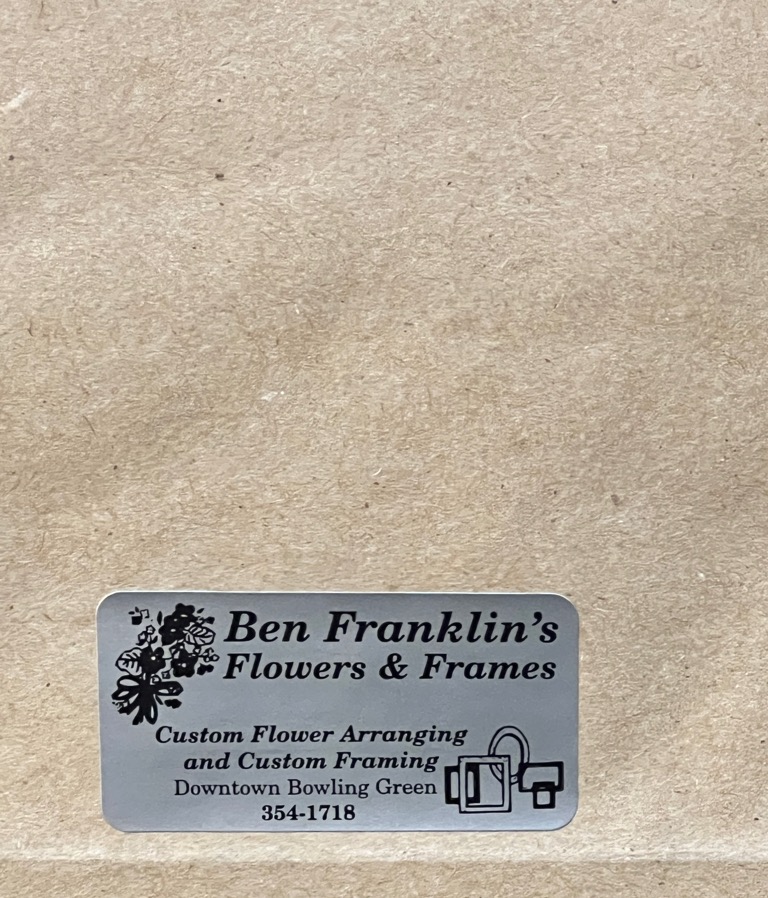 Ben Franklin's
Flowers & Frames
Custom Flower Arranging
and Custom Framing
Downtown Bowling Green
354-1718